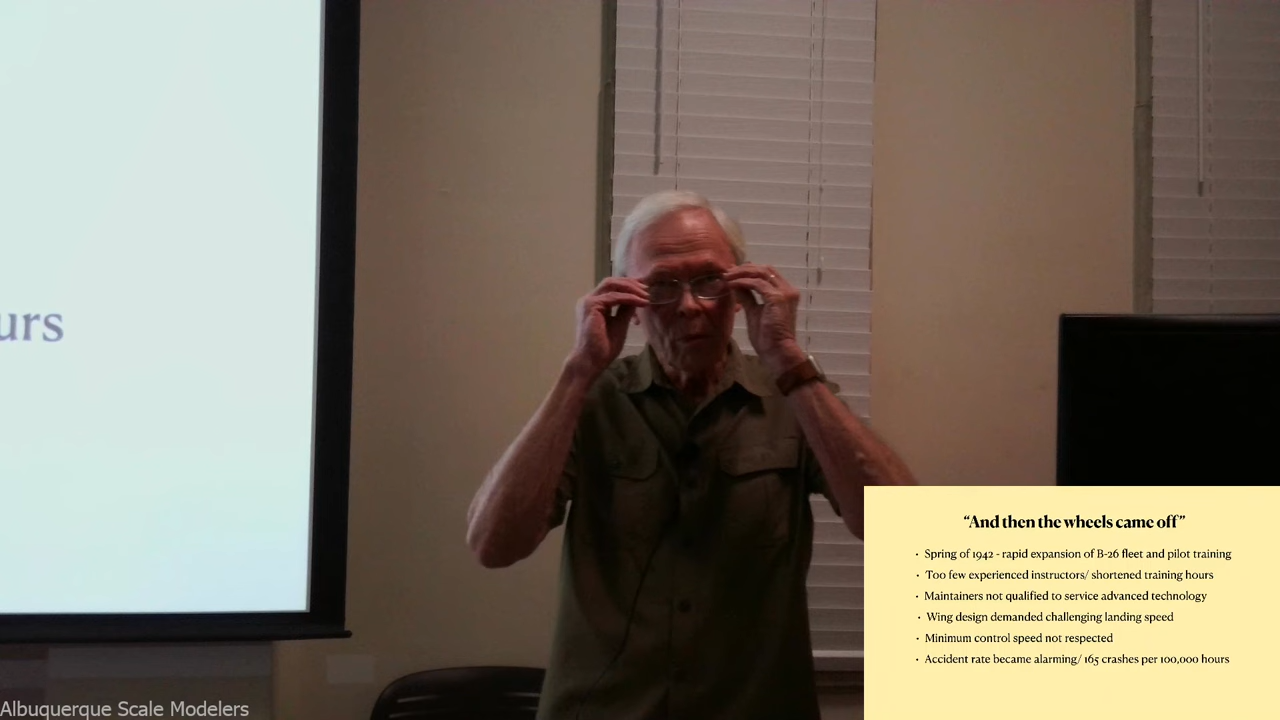 urs
“And then the wheels came off”
• Spring of 1942 - rapid expansion of B-26 fleet and pilot training
• Too few experienced instructors/ shortened training hours
• Maintainers not qualified to service advanced technology
• Wing design demanded challenging landing speed
• Minimum control speed not respected
• Accident rate became alarming/ 165 crashes per 100,000 hours
Albuquerque Scale Modelers